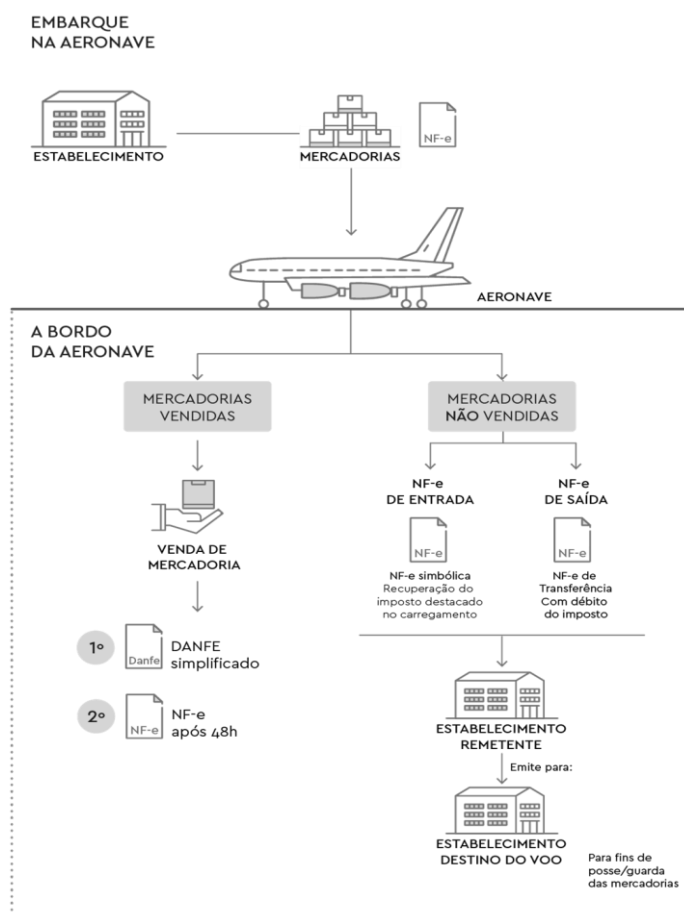 EMBARQUE
NA AERONAVE
ESTABELECIMENTO
MERCADORIAS
NF-e
AERONAVE
A BORDO
DA AERONAVE
MERCADORIAS
VENDIDAS
VENDA DE
MERCADORIA
1º
Danfe
DANFE
simplificado
2º
NF-e
NF-e
após 48h
MERCADORIAS
NÃO VENDIDAS
NF-e
DE ENTRADA
NF-e
NF-e simbólica
Recuperação do
imposto destacado
no carregamento
NF-e
DE SAÍDA
NF-e
NF-e de
Transferência
Com débito
do imposto
ESTABELECIMENTO
REMETENTE
Emite para:
ESTABELECIMENTO
DESTINO DO VOO
Para fins de
posse/guarda
das mercadorias